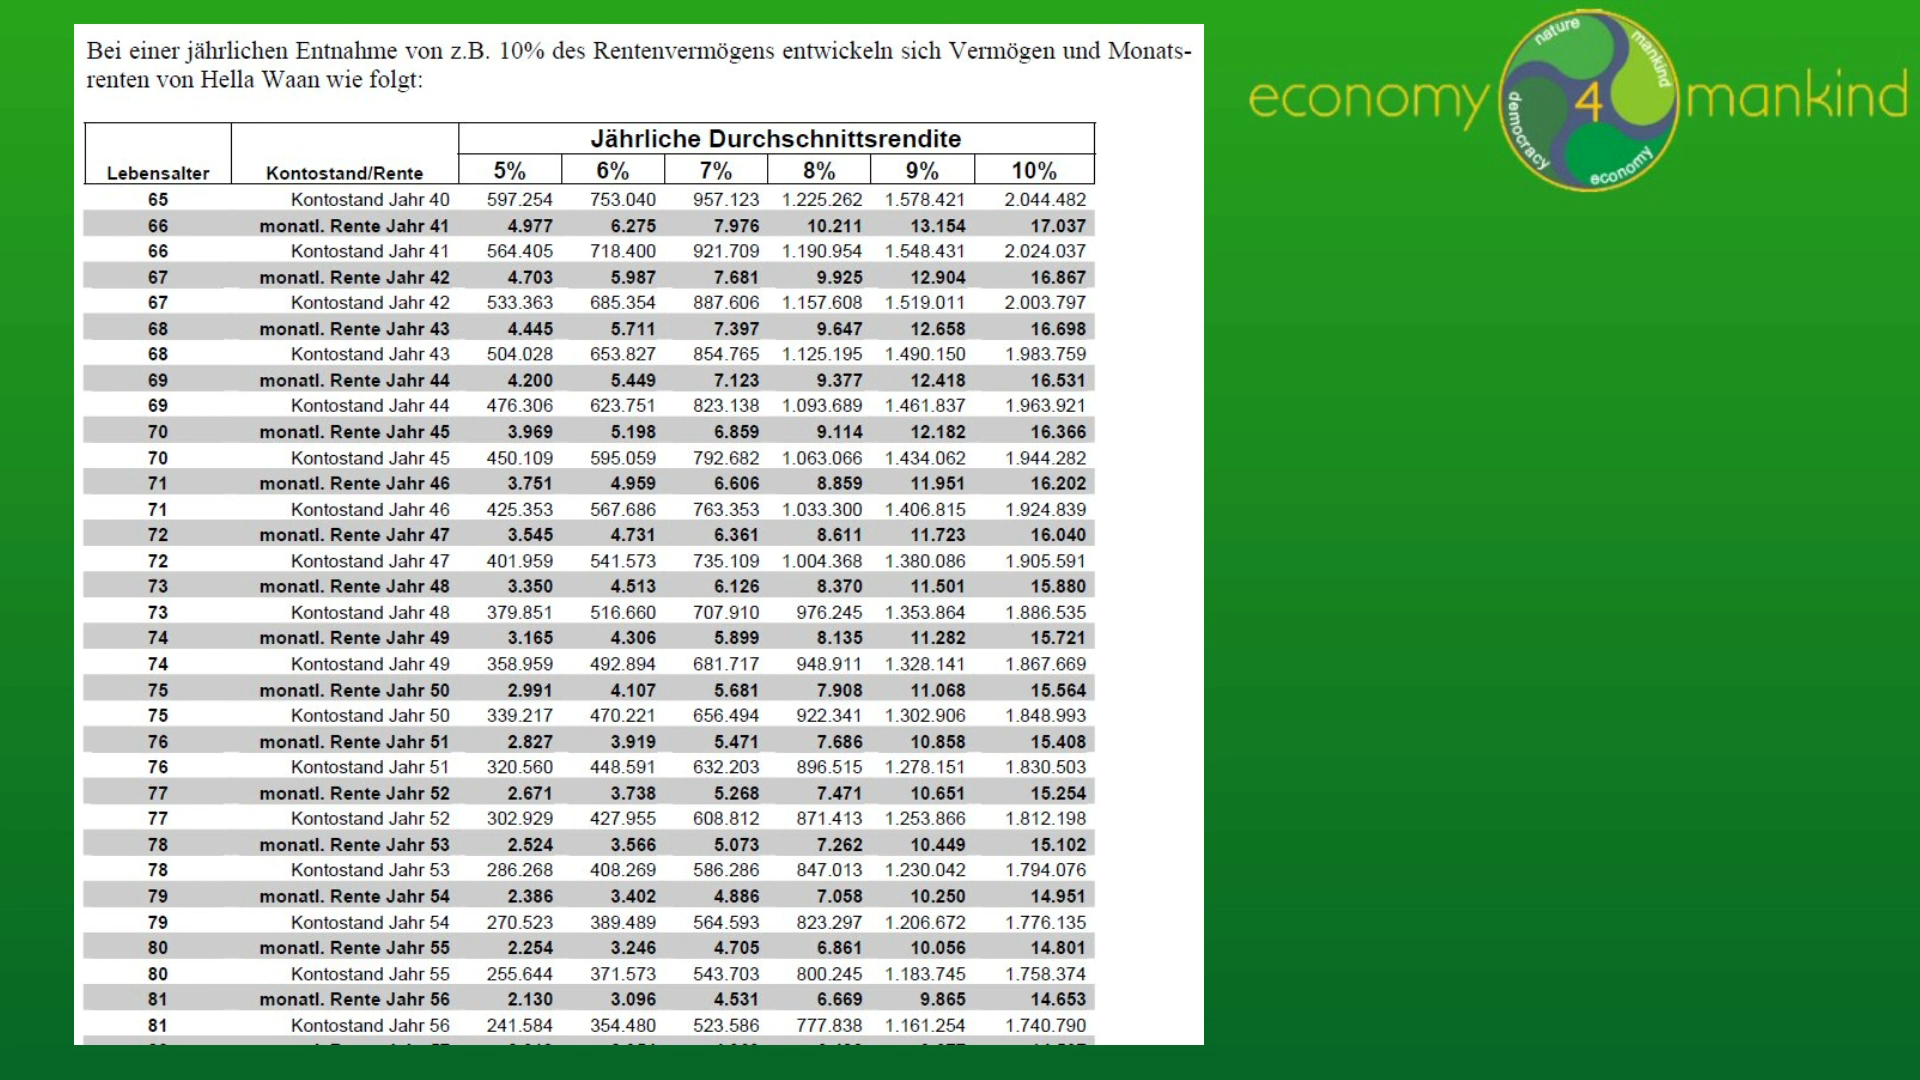 Bei einer jährlichen Entnahme von z.B. 10% des Rentenvermögens entwickeln sich Vermögen und Monats-
renten von Hella Waan wie folgt:
economy 4 mankind
nature
mankind
democracy
economy
Jährliche Durchschnittsrendite
Lebensalter Kontostand/Rente 5% 6% 7% 8% 9% 10%
65 Kontostand Jahr 40 597.254 753.040 957.123 1.225.262 1.578.421 2.044.482
66 monatl. Rente Jahr 41 4.977 6.275 7.976 10.211 13.154 17.037
66 Kontostand Jahr 41 564.405 718.400 921.709 1.190.954 1.548.431 2.024.037
67 monatl. Rente Jahr 42 4.703 5.987 7.681 9.925 12.904 16.867
67 Kontostand Jahr 42 533.363 685.354 887.606 1.157.608 1.519.011 2.003.797
68 monatl. Rente Jahr 43 4.445 5.711 7.397 9.647 12.658 16.698
68 Kontostand Jahr 43 504.028 653.827 854.765 1.125.195 1.490.150 1.983.759
69 monatl. Rente Jahr 44 4.200 5.449 7.123 9.377 12.418 16.531
69 Kontostand Jahr 44 476.306 623.751 823.138 1.093.689 1.461.837 1.963.921
70 monatl. Rente Jahr 45 3.969 5.198 6.859 9.114 12.182 16.366
70 Kontostand Jahr 45 450.109 595.059 792.682 1.063.066 1.434.062 1.944.282
71 monatl. Rente Jahr 46 3.751 4.959 6.606 8.859 11.951 16.202
71 Kontostand Jahr 46 425.353 567.686 763.353 1.033.300 1.406.815 1.924.839
72 monatl. Rente Jahr 47 3.545 4.731 6.361 8.611 11.723 16.040
72 Kontostand Jahr 47 401.959 541.573 735.109 1.004.368 1.380.086 1.905.591
73 monatl. Rente Jahr 48 3.350 4.513 6.126 8.370 11.501 15.880
73 Kontostand Jahr 48 379.851 516.660 707.910 976.245 1.353.864 1.886.535
74 monatl. Rente Jahr 49 3.165 4.306 5.899 8.135 11.282 15.721
74 Kontostand Jahr 49 358.959 492.894 681.717 948.911 1.328.141 1.867.669
75 monatl. Rente Jahr 50 2.991 4.107 5.681 7.908 11.068 15.564
75 Kontostand Jahr 50 339.217 470.221 656.494 922.341 1.302.906 1.848.993
76 monatl. Rente Jahr 51 2.827 3.919 5.471 7.686 10.858 15.408
76 Kontostand Jahr 51 320.560 448.591 632.203 896.515 1.278.151 1.830.503
77 monatl. Rente Jahr 52 2.671 3.738 5.268 7.471 10.651 15.254
77 Kontostand Jahr 52 302.929 427.955 608.812 871.413 1.253.866 1.812.198
78 monatl. Rente Jahr 53 2.524 3.566 5.073 7.262 10.449 15.102
78 Kontostand Jahr 53 286.268 408.269 586.286 847.013 1.230.042 1.794.076
79 monatl. Rente Jahr 54 2.386 3.402 4.886 7.058 10.250 14.951
79 Kontostand Jahr 54 270.523 389.489 564.593 823.297 1.206.672 1.776.135
80 monatl. Rente Jahr 55 2.254 3.246 4.705 6.861 10.056 14.801
80 Kontostand Jahr 55 255.644 371.573 543.703 800.245 1.183.745 1.758.374
81 monatl. Rente Jahr 56 2.130 3.096 4.531 6.669 9.865 14.653
81 Kontostand Jahr 56 241.584 354.480 523.586 777.838 1.161.254 1.740.790